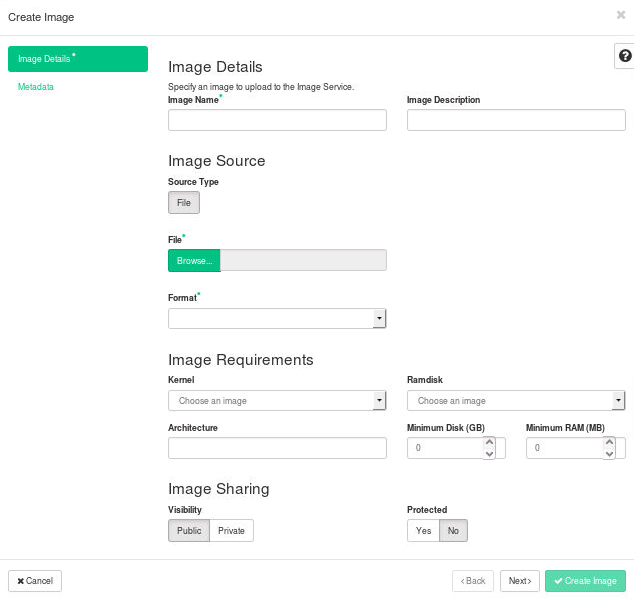 Create Image
Image Details *
Metadata
Image Details
Specify an image to upload to the Image Service.
Image Name*
Image Description
Image Source
Source Type
File
File*
Browse...
Format*
Image Requirements
Kernel
Ramdisk
Choose an image
Choose an image
Architecture
Minimum Disk (GB)
Minimum RAM (MB)
0
0
Image Sharing
Visibility
Protected
Public
Private
Yes
No
Cancel
‹ Back
Next ›
Create Image